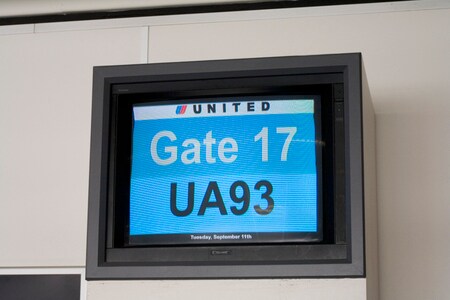 UNITED
Gate 17
UA93
Tuesday, September 11th